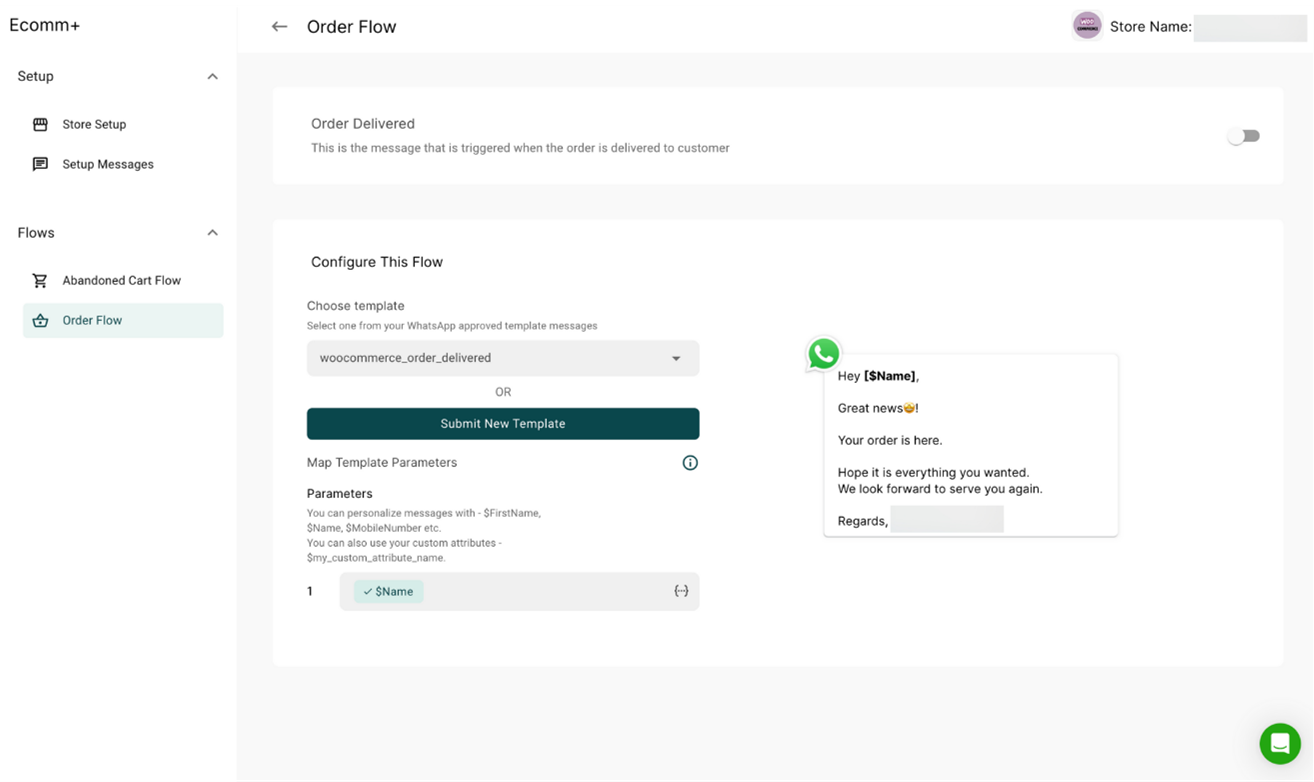 Ecomm+
Order Flow
WOO COMMERCE
Store Name:
Setup
Store Setup
Setup Messages
Flows
Abandoned Cart Flow
Order Flow
Order Delivered
This is the message that is triggered when the order is delivered to customer
Configure This Flow
Choose template
Select one from your WhatsApp approved template messages
woocommerce_order_delivered
OR
Submit New Template
Map Template Parameters
Parameters
You can personalize messages with - $FirstName,
$Name, $MobileNumber etc.
You can also use your custom attributes -
$my_custom_attribute_name.
1
$Name
{...}
Hey [$Name],
Great news🤩!
Your order is here.
Hope it is everything you wanted.
We look forward to serve you again.
Regards,